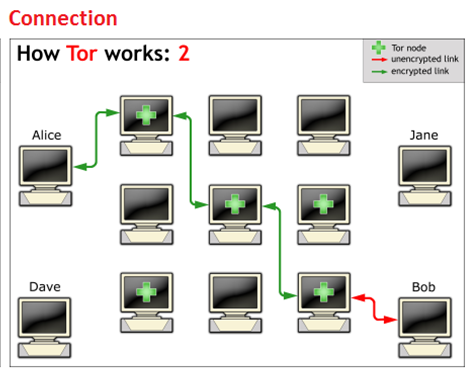 Connection
How Tor works: 2
Tor node
unencrypted link
encrypted link
Alice
Jane
Dave
Bob